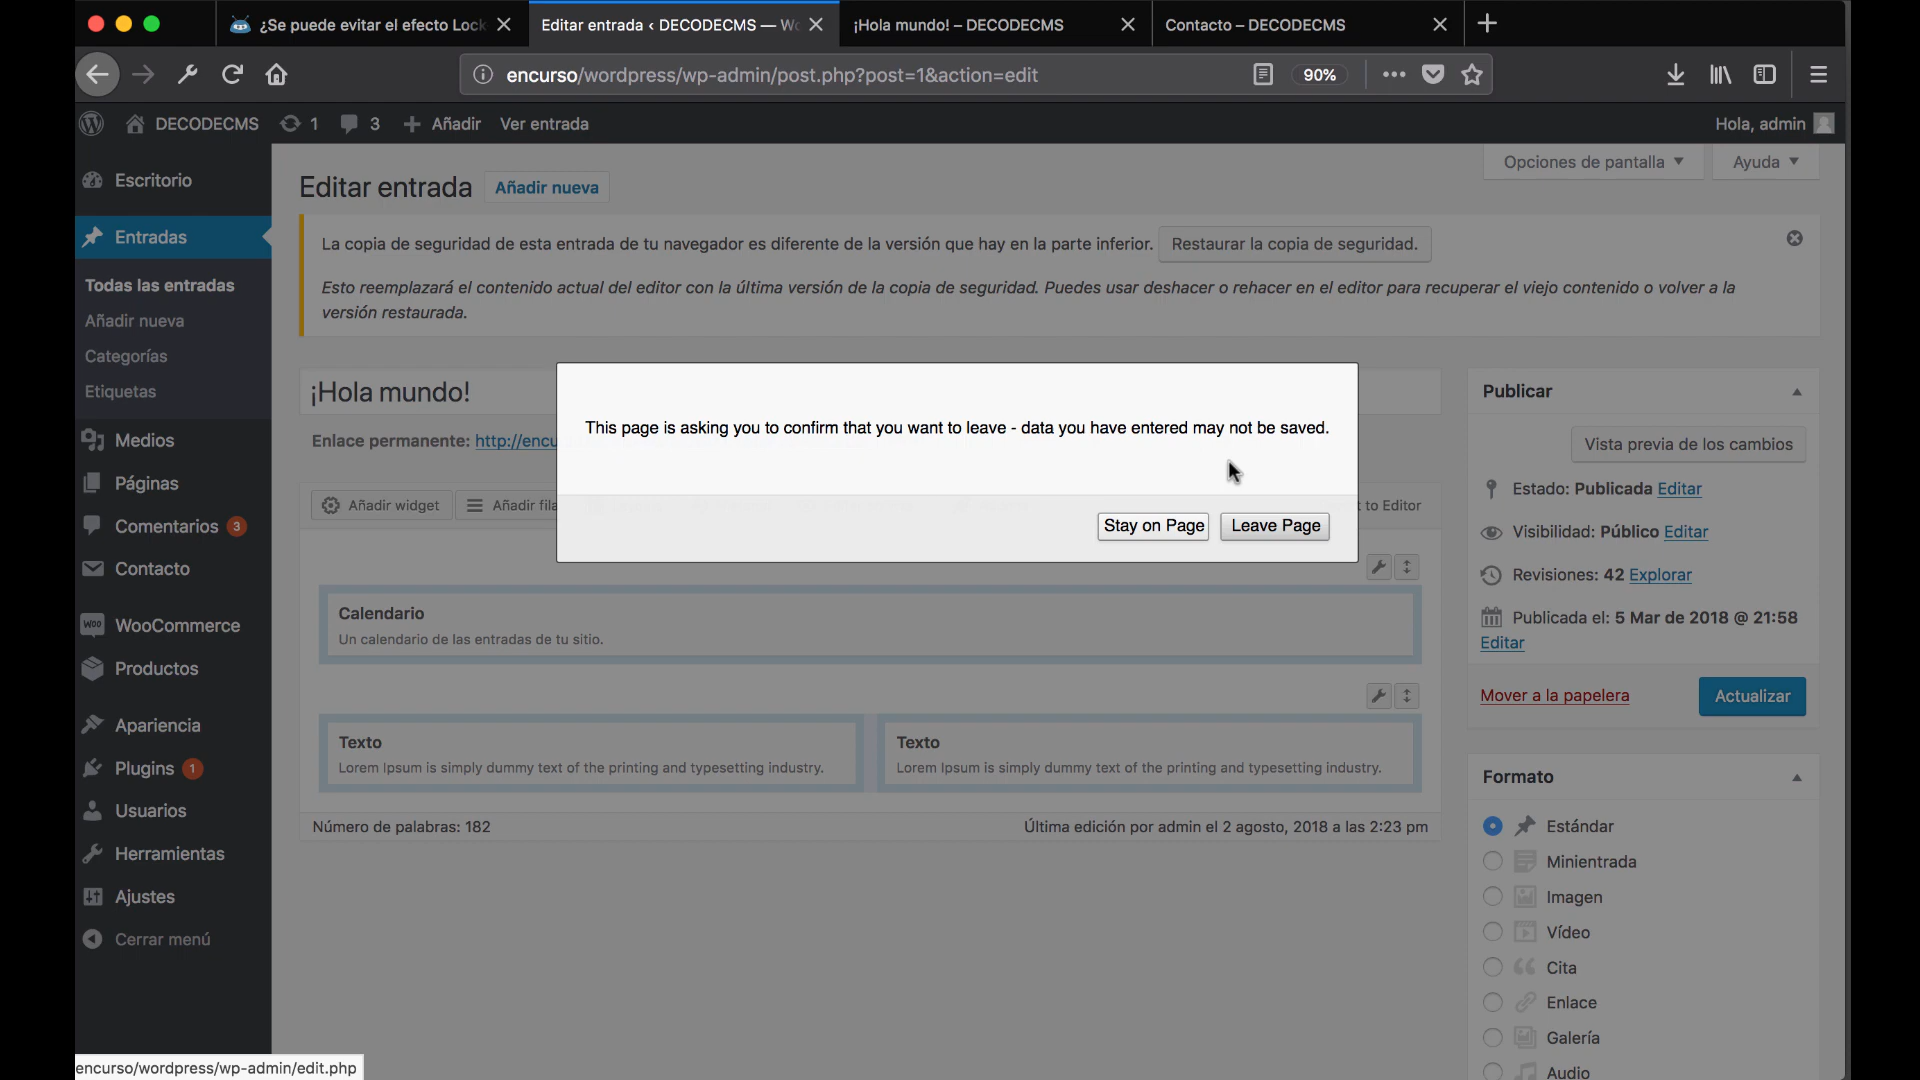 ¿Se puede evitar el efecto Lock
Editar entrada ‹ DECODECMS — Wo
¡Hola mundo! – DECODECMS
Contacto – DECODECMS
encurso/wordpress/wp-admin/post.php?post=1&action=edit
90%
DECODECMS
1
3
Añadir
Ver entrada
Hola, admin
Opciones de pantalla
Ayuda
Escritorio
Entradas
Todas las entradas
Añadir nueva
Categorías
Etiquetas
Medios
Páginas
Comentarios 3
Contacto
WooCommerce
Productos
Apariencia
Plugins 1
Usuarios
Herramientas
Ajustes
Cerrar menú
Editar entrada
Añadir nueva
La copia de seguridad de esta entrada de tu navegador es diferente de la versión que hay en la parte inferior.
Restaurar la copia de seguridad.
Esto reemplazará el contenido actual del editor con la última versión de la copia de seguridad. Puedes usar deshacer o rehacer en el editor para recuperar el viejo contenido o volver a la
versión restaurada.
¡Hola mundo!
Enlace permanente: http://encu
This page is asking you to confirm that you want to leave - data you have entered may not be saved.
Stay on Page
Leave Page
Añadir widget
Añadir fila
t to Editor
Calendario
Un calendario de las entradas de tu sitio.
Texto
Lorem Ipsum is simply dummy text of the printing and typesetting industry.
Texto
Lorem Ipsum is simply dummy text of the printing and typesetting industry.
Número de palabras: 182
Última edición por admin el 2 agosto, 2018 a las 2:23 pm
Publicar
Vista previa de los cambios
Estado: Publicada Editar
Visibilidad: Público Editar
Revisiones: 42 Explorar
Publicada el: 5 Mar de 2018 @ 21:58
Editar
Mover a la papelera
Actualizar
Formato
Estándar
Minientrada
Imagen
Vídeo
Cita
Enlace
Galería
Audio
encurso/wordpress/wp-admin/edit.php